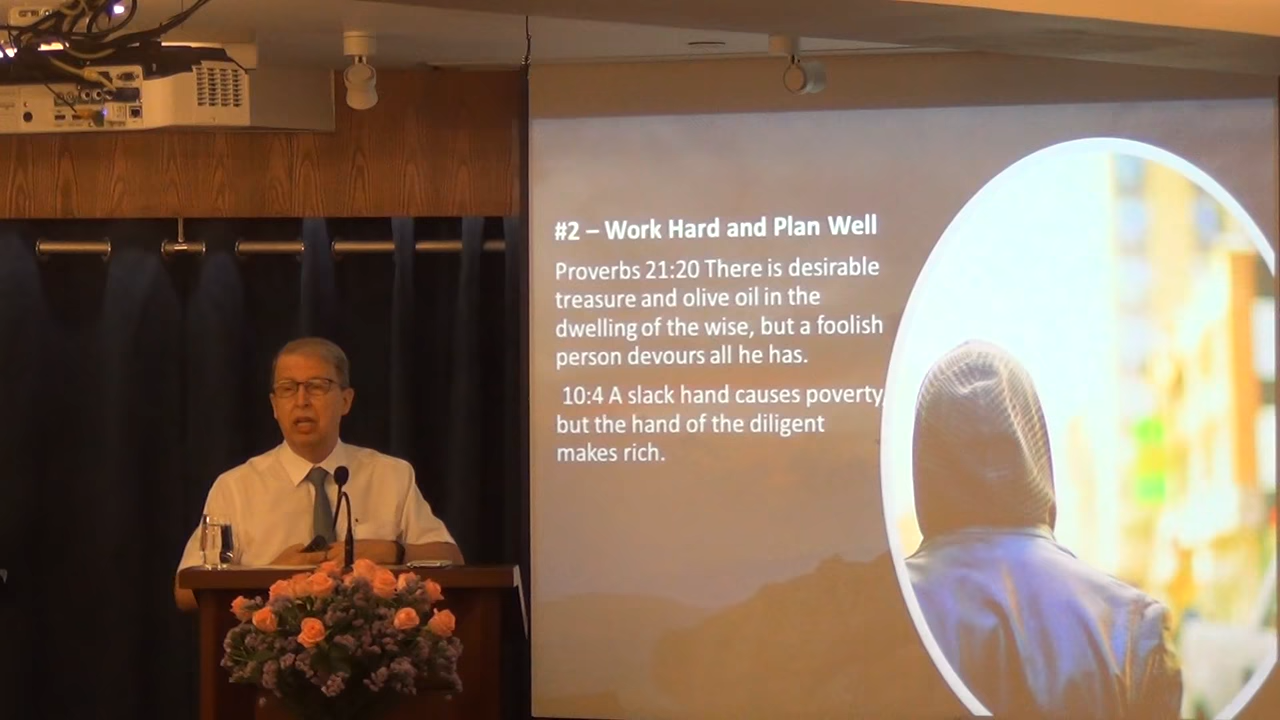 #2 – Work Hard and Plan Well
Proverbs 21:20 There is desirable
treasure and olive oil in the
dwelling of the wise, but a foolish
person devours all he has.
10:4 A slack hand causes poverty,
but the hand of the diligent
makes rich.